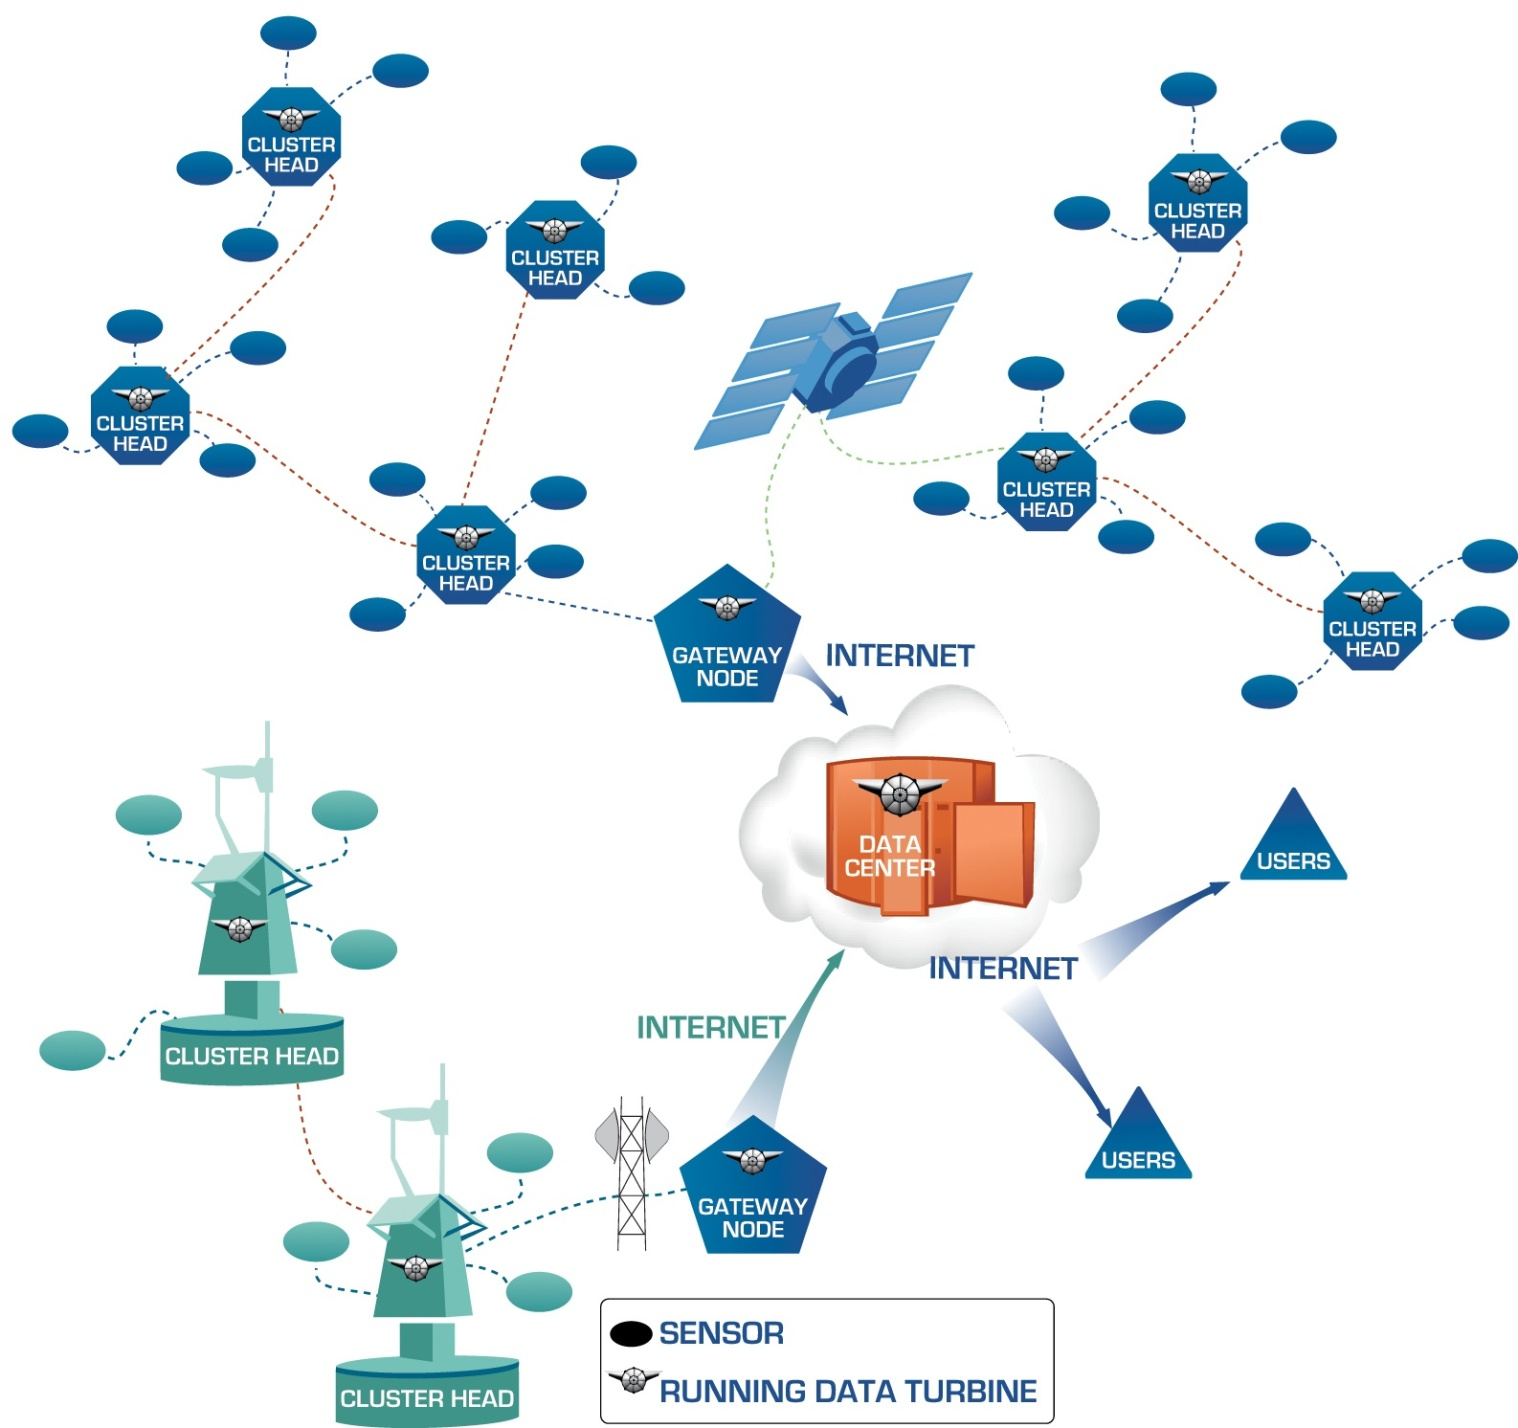 CLUSTER
HEAD
CLUSTER
HEAD
CLUSTER
HEAD
CLUSTER
HEAD
CLUSTER
HEAD
CLUSTER
HEAD
CLUSTER
HEAD
GATEWAY
NODE
INTERNET
DATA
CENTER
USERS
INTERNET
INTERNET
CLUSTER HEAD
USERS
GATEWAY
NODE
CLUSTER HEAD
SENSOR
RUNNING DATA TURBINE